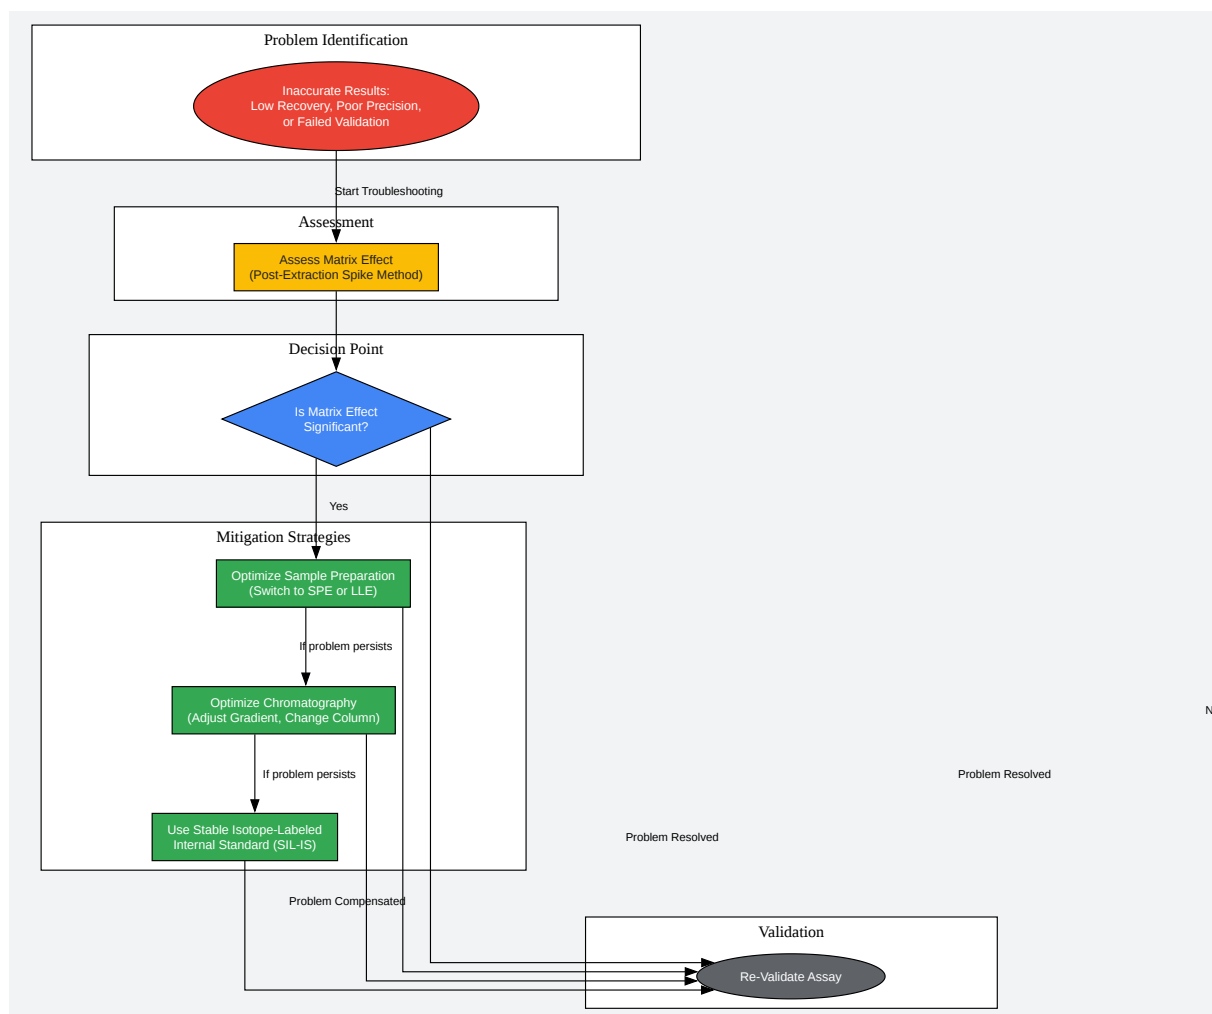 Problem Identification
Inaccurate Results:
Low Recovery, Poor Precision,
or Failed Validation
Start Troubleshooting
Assessment
Assess Matrix Effect
(Post-Extraction Spike Method)
Decision Point
Is Matrix Effect
Significant?
Yes
Mitigation Strategies
Optimize Sample Preparation
(Switch to SPE or LLE)
If problem persists
Optimize Chromatography
(Adjust Gradient, Change Column)
N
If problem persists
Problem Resolved
Use Stable Isotope-Labeled
Internal Standard (SIL-IS)
Problem Resolved
Problem Compensated
Validation
Re-Validate Assay